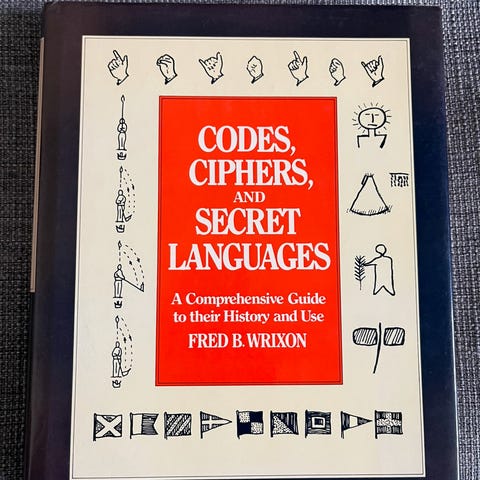 CODES,
CIPHERS,
AND
SECRET
LANGUAGES
A Comprehensive Guide
to their History and Use
FRED B. WRIXON